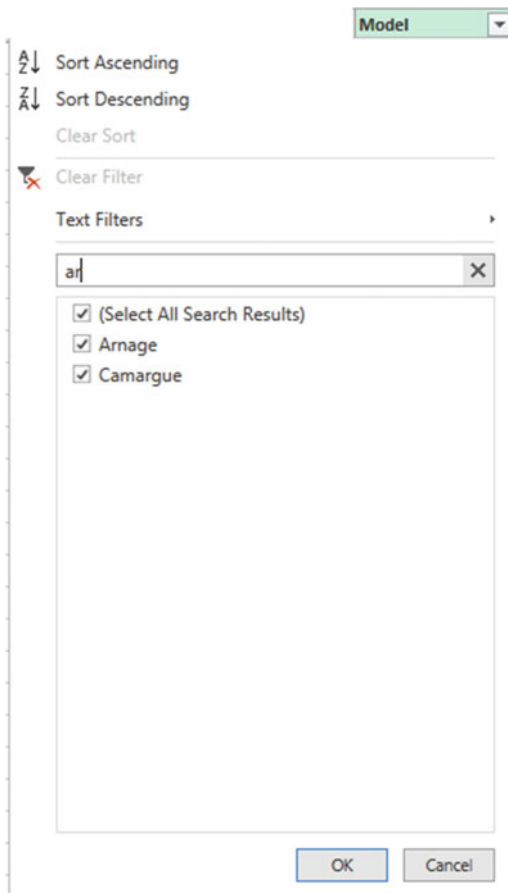 Model
Sort Ascending
Sort Descending
Clear Sort
Clear Filter
Text Filters
ar
(Select All Search Results)
Arnage
Camargue
OK Cancel